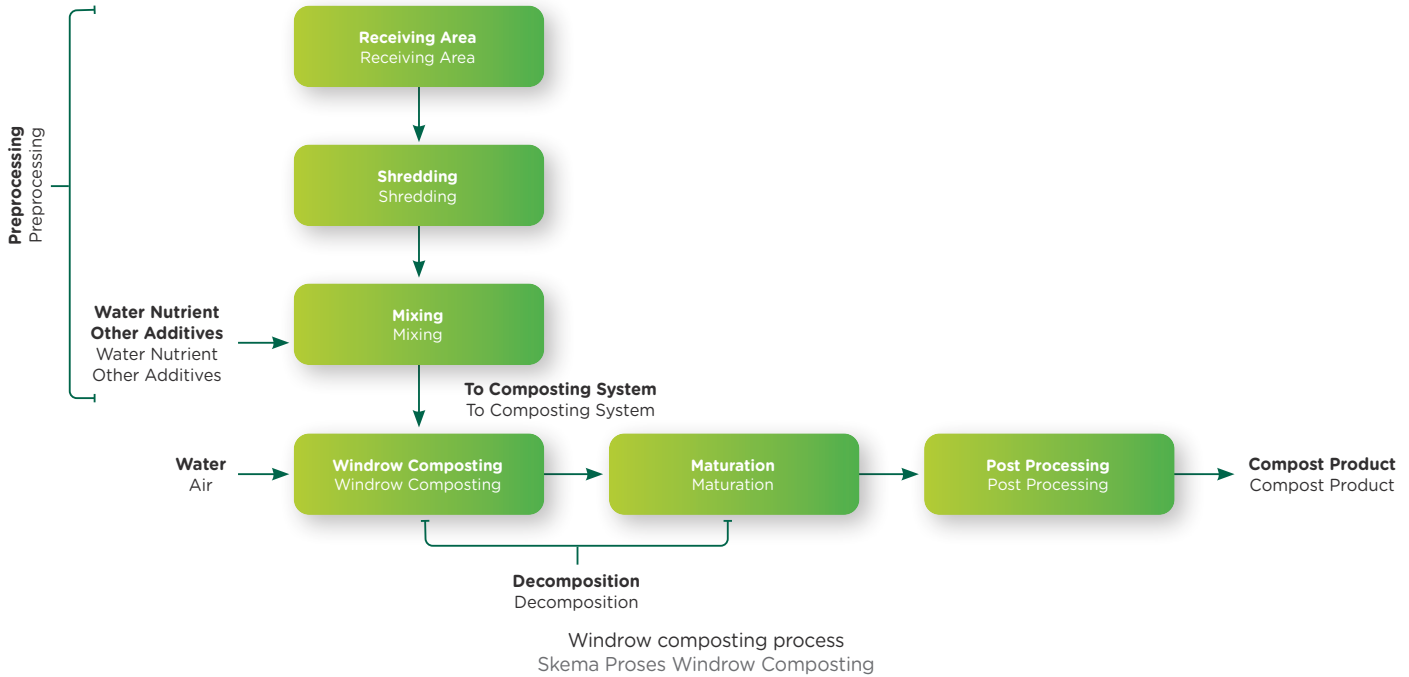 Receiving Area
Receiving Area
Preprocessing
Preprocessing
Shredding
Shredding
Water Nutrient
Other Additives
Water Nutrient
Other Additives
Mixing
Mixing
To Composting System
To Composting System
Water
Air
Windrow Composting
Windrow Composting
Maturation
Maturation
Post Processing
Post Processing
Compost Product
Compost Product
Decomposition
Decomposition
Windrow composting process
Skema Proses Windrow Composting